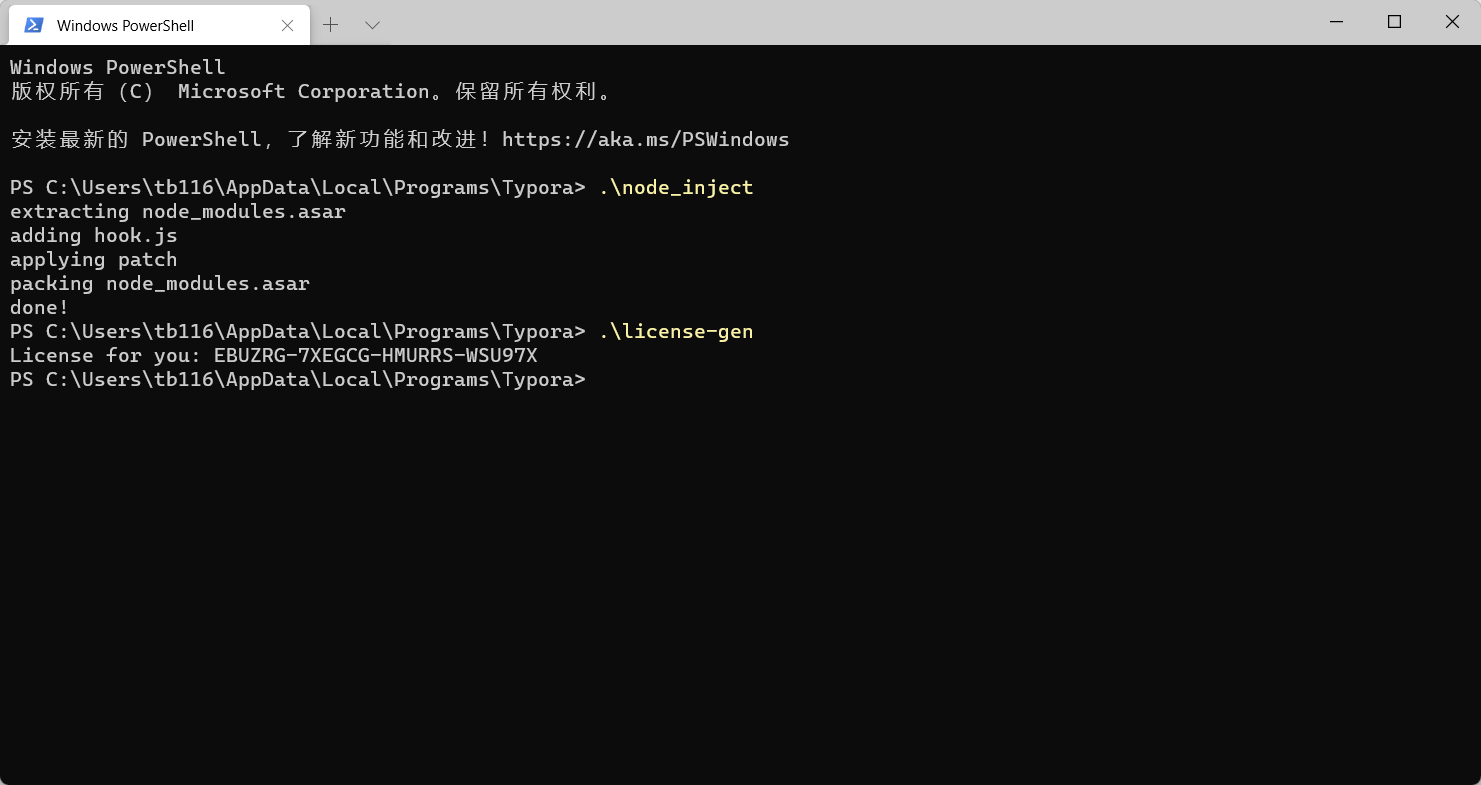 Windows PowerShell
Windows PowerShell
版权所有 (C) Microsoft Corporation。保留所有权利。
安装最新的 PowerShell，了解新功能和改进！https://aka.ms/PSWindows
PS C:\Users\tb116\AppData\Local\Programs\Typora> .\node_inject
extracting node_modules.asar
adding hook.js
applying patch
packing node_modules.asar
done!
PS C:\Users\tb116\AppData\Local\Programs\Typora> .\license-gen
License for you: EBUZRG-7XEGCG-HMURRS-WSU97X
PS C:\Users\tb116\AppData\Local\Programs\Typora>